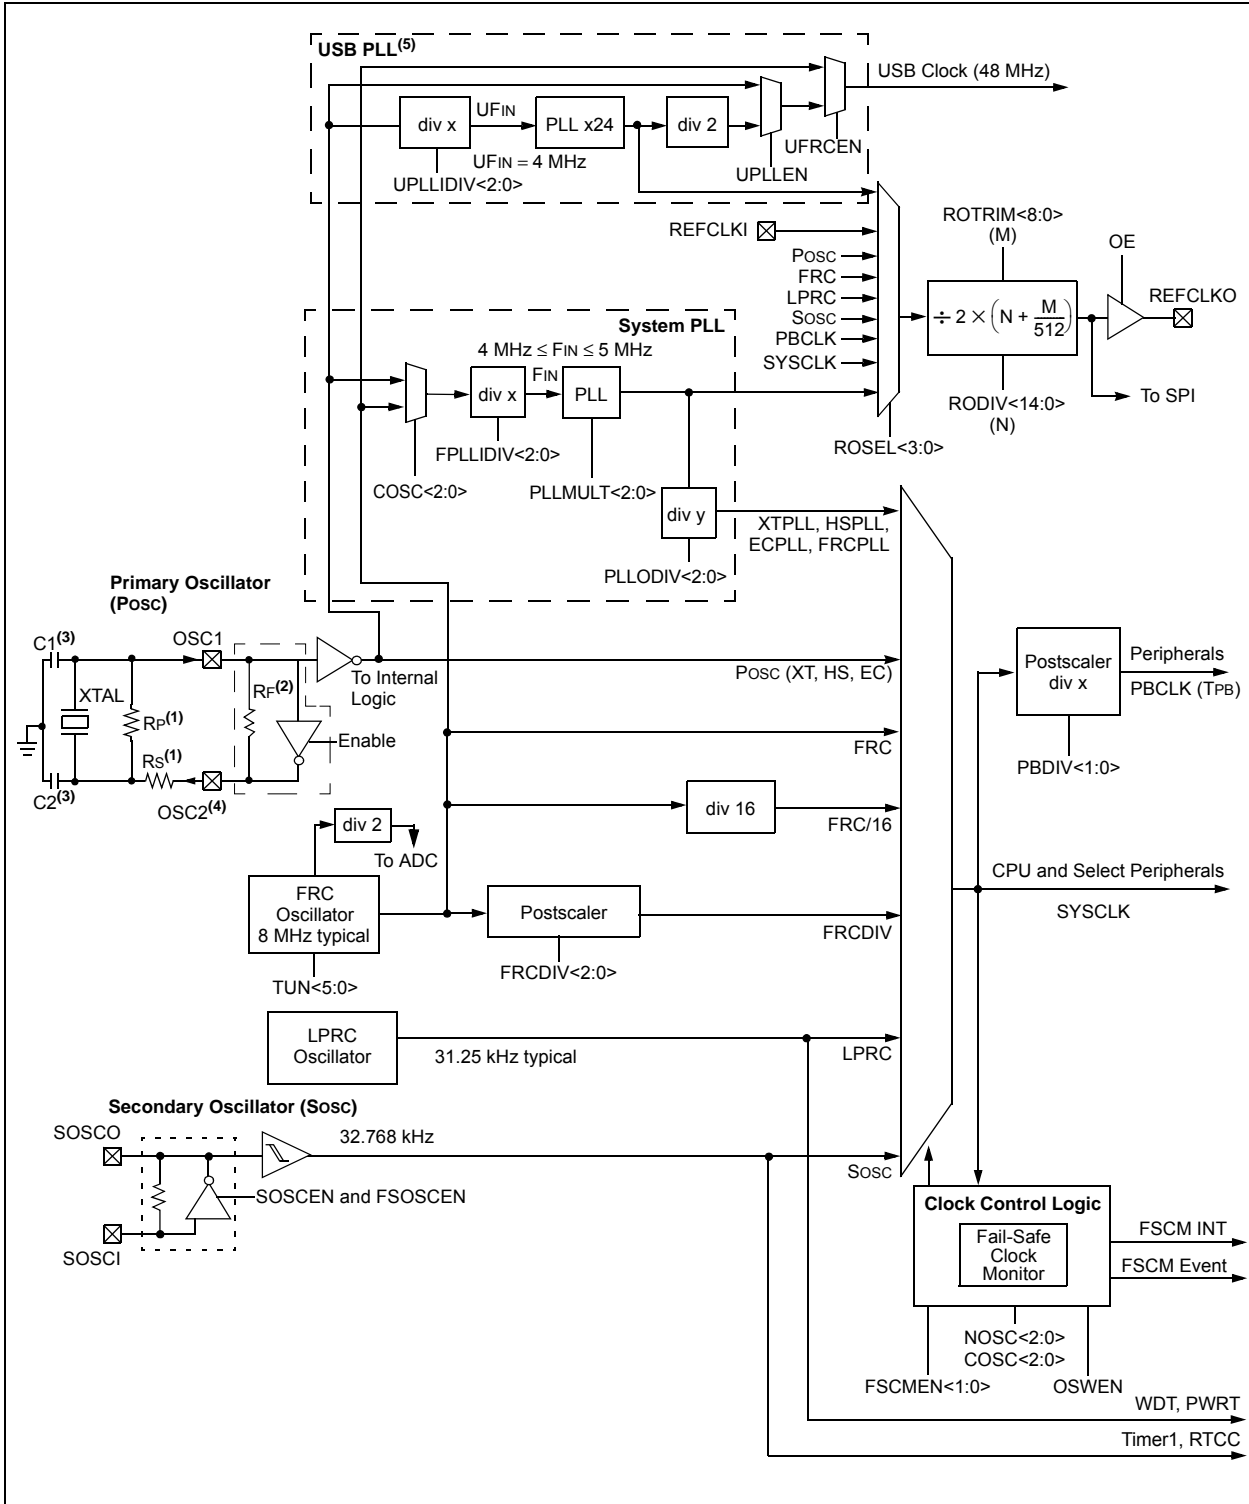 USB PLL(5)
USB Clock (48 MHz)
div x
UFIN
PLL x24
div 2
UFIN = 4 MHz
UFRCEN
UPLLEN
UPLLIDIV<2:0>
REFCLKI
POSC
FRC
LPRC
SOSC
PBCLK
SYSCLK
ROTRIM<8:0>
(M)
OE
REFCLKO
÷ 2 × (N + M/512)
To SPI
RODIV<14:0>
(N)
ROSEL<3:0>
System PLL
4 MHz ≤ FIN ≤ 5 MHz
FIN
div x
PLL
FPLLIDIV<2:0>
COSC<2:0>
PLLMULT<2:0>
div y
XTPLL, HSPLL,
ECPLL, FRCPLL
PLLODIV<2:0>
Primary Oscillator
(POSC)
C1(3)
OSC1
XTAL
RP(1)
RF(2)
To Internal
Logic
Enable
RS(1)
C2(3)
OSC2(4)
POSC (XT, HS, EC)
Postscaler
div x
Peripherals
PBCLK (TPB)
PBDIV<1:0>
FRC
div 16
FRC/16
div 2
To ADC
FRC
Oscillator
8 MHz typical
TUN<5:0>
Postscaler
FRCDIV
FRCDIV<2:0>
CPU and Select Peripherals
SYSCLK
LPRC
Oscillator
31.25 kHz typical
LPRC
Secondary Oscillator (SOSC)
SOSCO
32.768 kHz
SOSC
SOSCEN and FSOSCEN
SOSCI
Clock Control Logic
Fail-Safe
Clock
Monitor
FSCM INT
FSCM Event
NOSC<2:0>
COSC<2:0>
FSCMEN<1:0>
OSWEN
WDT, PWRT
Timer1, RTCC